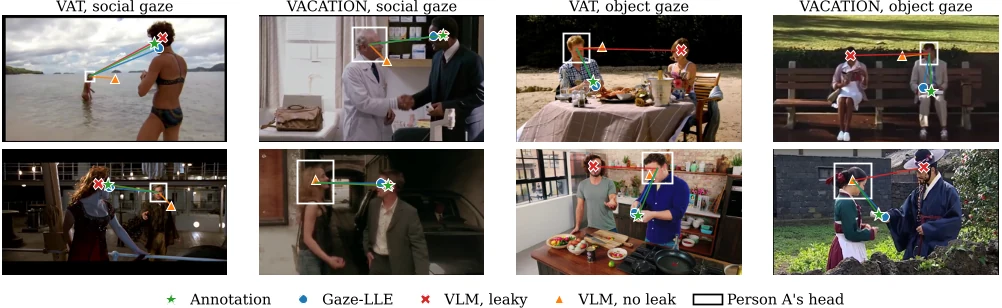 VAT, social gaze
VACATION, social gaze
VAT, object gaze
VACATION, object gaze
Annotation
Gaze-LLE
VLM, leaky
VLM, no leak
Person A's head